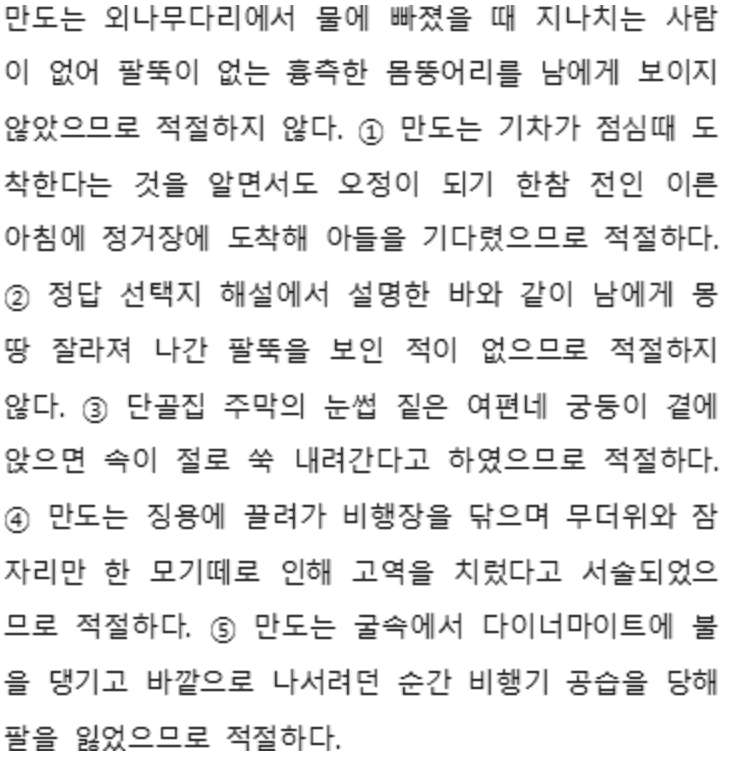 만도는 외나무다리에서 물에 빠졌을 때 지나치는 사람
이 없어 팔뚝이 없는 흉측한 몸뚱어리를 남에게 보이지
않았으므로 적절하지 않다. ① 만도는 기차가 점심때 도
착한다는 것을 알면서도 오정이 되기 한참 전인 이른
아침에 정거장에 도착해 아들을 기다렸으므로 적절하다.
② 정답 선택지 해설에서 설명한 바와 같이 남에게 몽
땅 잘라져 나간 팔뚝을 보인 적이 없으므로 적절하지
않다. ③ 단골집 주막의 눈썹 짙은 여편네 궁둥이 곁에
앉으면 속이 절로 쑥 내려간다고 하였으므로 적절하다.
④ 만도는 징용에 끌려가 비행장을 닦으며 무더위와 잠
자리만 한 모기떼로 인해 고역을 치렀다고 서술되었으
므로 적절하다. ⑤ 만도는 굴속에서 다이너마이트에 불
을 댕기고 바깥으로 나서려던 순간 비행기 공습을 당해
팔을 잃었으므로 적절하다.